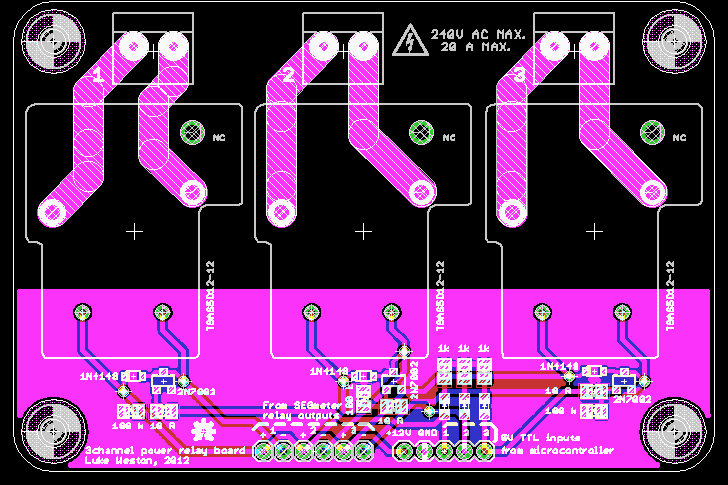 240V AC MAX.
20 A MAX.
1
2
3
NC
NC
NC
T9AS5D12-12
T9AS5D12-12
T9AS5D12-12
1N4148
2N7002
100 k 10 R
1N4148
2N7002
10 R
1k 1k 1k
1N4148
10 R
2N7002
100 k
From SEGmeter
relay outputs
+12V GND 1 2 3
5V TTL inputs
from microcontroller
3channel power relay board
Luke Weston, 2012